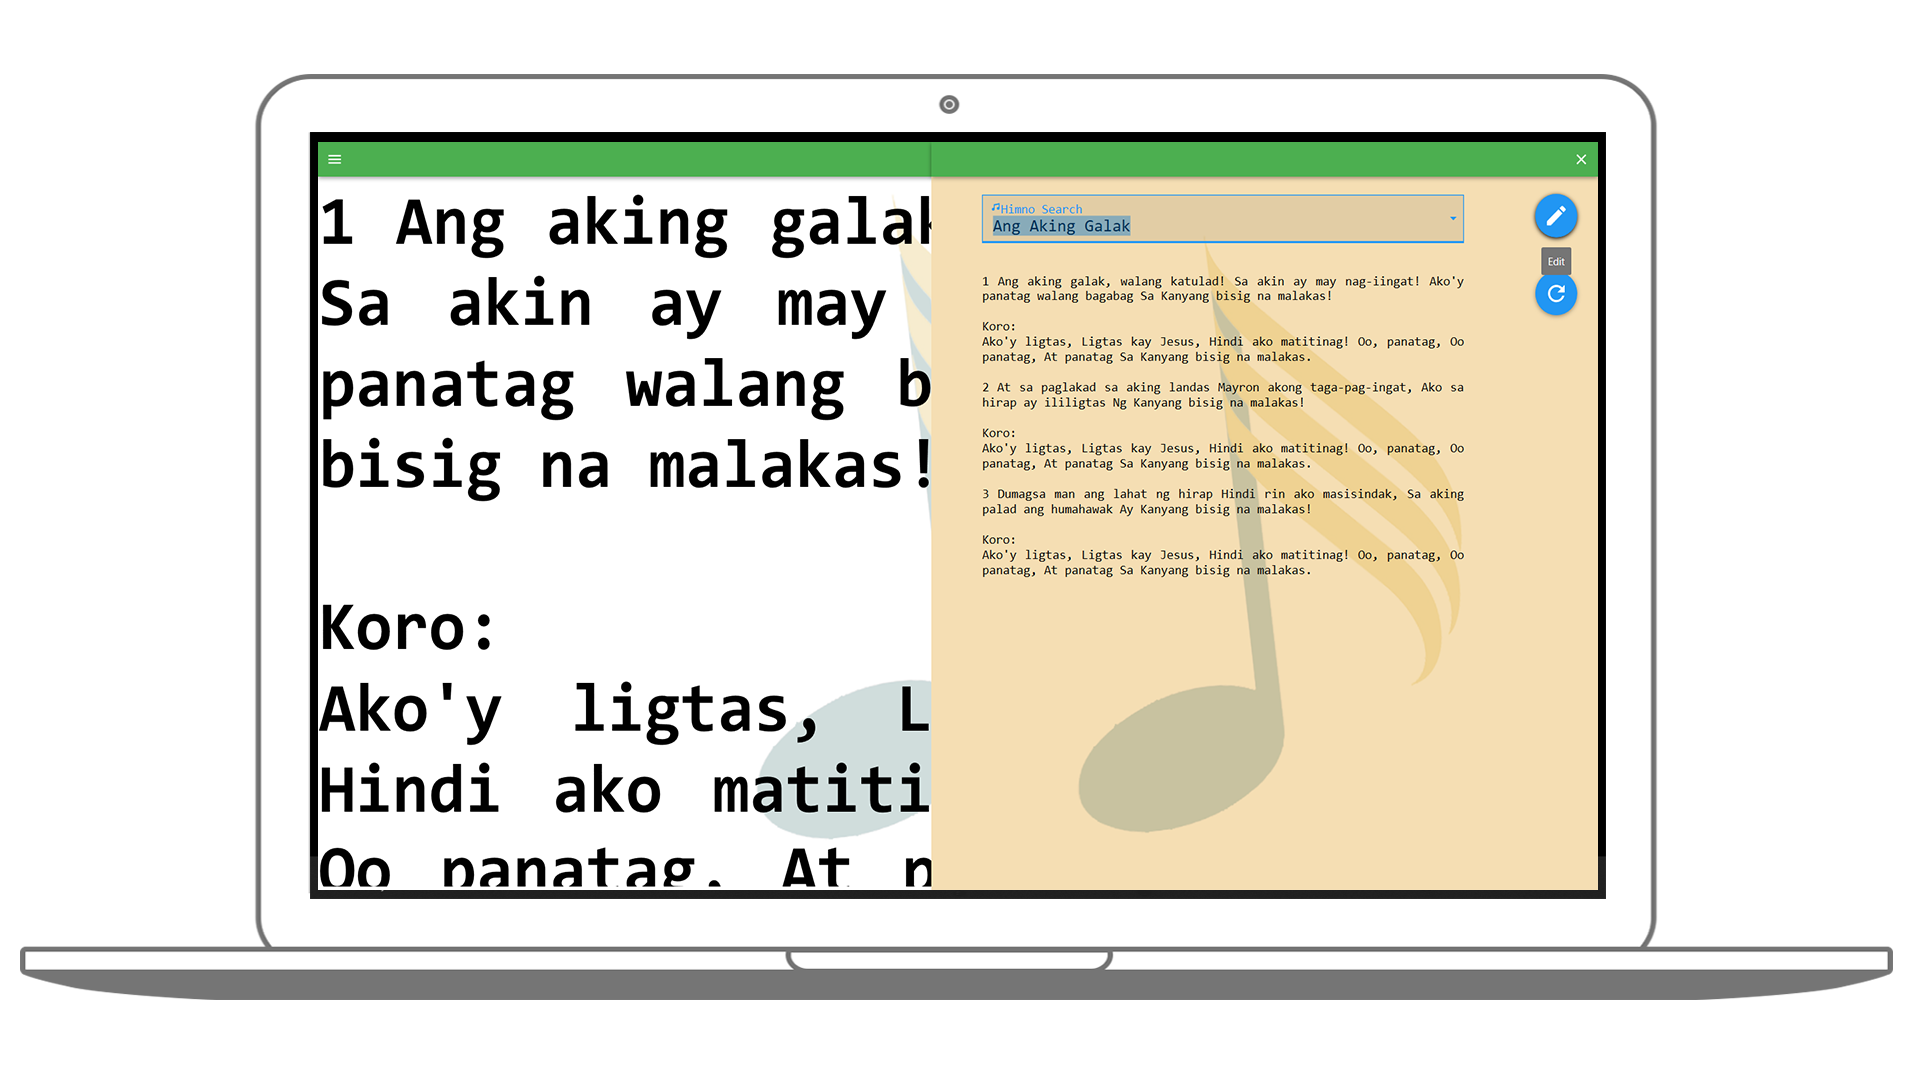 1 Ang aking galak
Sa akin ay may
panatag walang b
bisig na malakas!
Koro:
Ako'y ligtas, L
Hindi ako matiti
Oo panatag, At p
Himno Search
Ang Aking Galak
Edit
1 Ang aking galak, walang katulad! Sa akin ay may nag-iingat! Ako'y
panatag walang bagabag Sa Kanyang bisig na malakas!
Koro:
Ako'y ligtas, Ligtas kay Jesus, Hindi ako matitinag! Oo, panatag, Oo
panatag, At panatag Sa Kanyang bisig na malakas.
2 At sa paglakad sa aking landas Mayron akong taga-pag-ingat, Ako sa
hirap ay ililigtas Ng Kanyang bisig na malakas!
Koro:
Ako'y ligtas, Ligtas kay Jesus, Hindi ako matitinag! Oo, panatag, Oo
panatag, At panatag Sa Kanyang bisig na malakas.
3 Dumagsa man ang lahat ng hirap Hindi rin ako masisindak, Sa aking
palad ang humahawak Ay Kanyang bisig na malakas!
Koro:
Ako'y ligtas, Ligtas kay Jesus, Hindi ako matitinag! Oo, panatag, Oo
panatag, At panatag Sa Kanyang bisig na malakas.